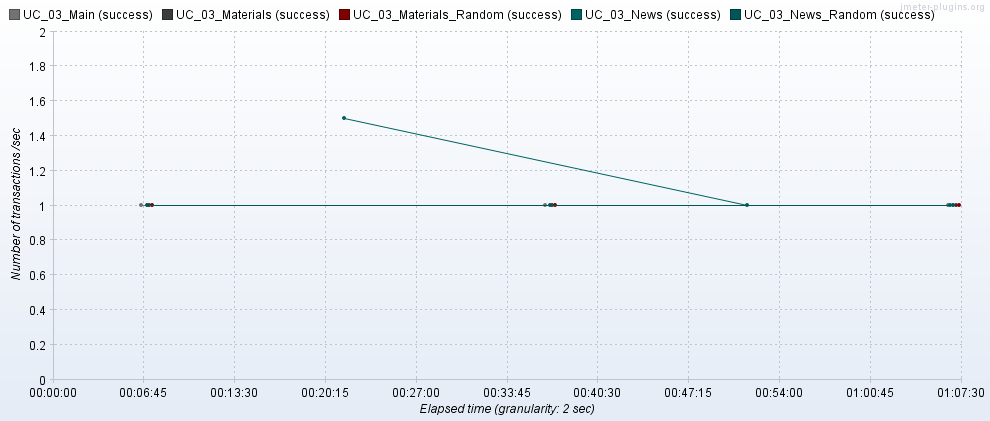 UC_03_Main (success) UC_03_Materials (success) UC_03_Materials_Random (success) UC_03_News (success) UC_03_News_Random (success)
jmeter-plugins.org
2
1.8
1.6
1.4
1.2
1
0.8
0.6
0.4
0.2
0
Number of transactions /sec
00:00:00 00:06:45 00:13:30 00:20:15 00:27:00 00:33:45 00:40:30 00:47:15 00:54:00 01:00:45 01:07:30
Elapsed time (granularity: 2 sec)